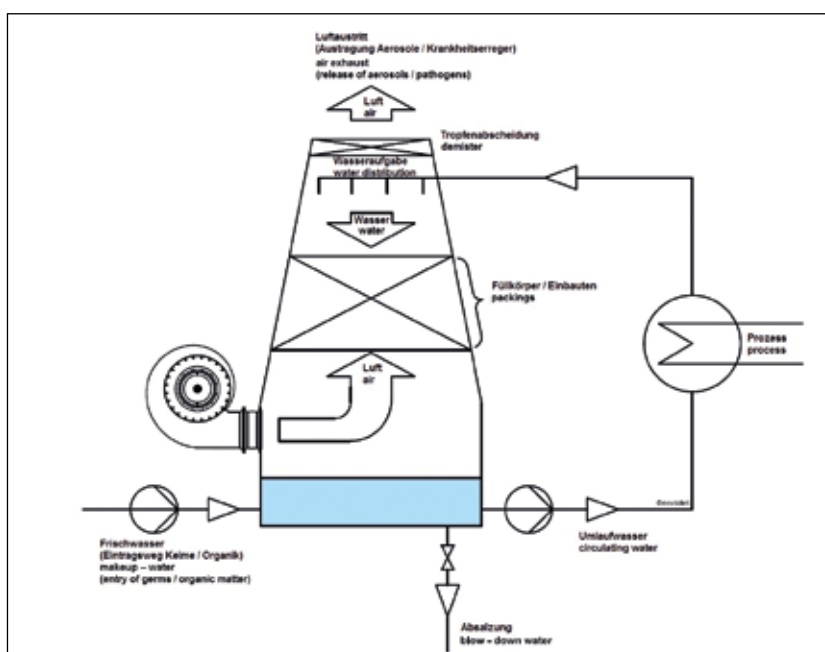 Luftaustritt
(Austragung Aerosole / Krankheitserreger)
air exhaust
(release of aerosols / pathogens)
Luft
air
Tropfenabscheidung
demister
Wasseraufgabe
water distribution
Wasser
water
Füllkörper / Einbauten
packings
Prozess
process
Luft
air
Frischwasser
(Eintragsweg Keime / Organik)
makeup – water
(entry of germs / organic matter)
Umlaufwasser
circulating water
Absalzung
blow – down water